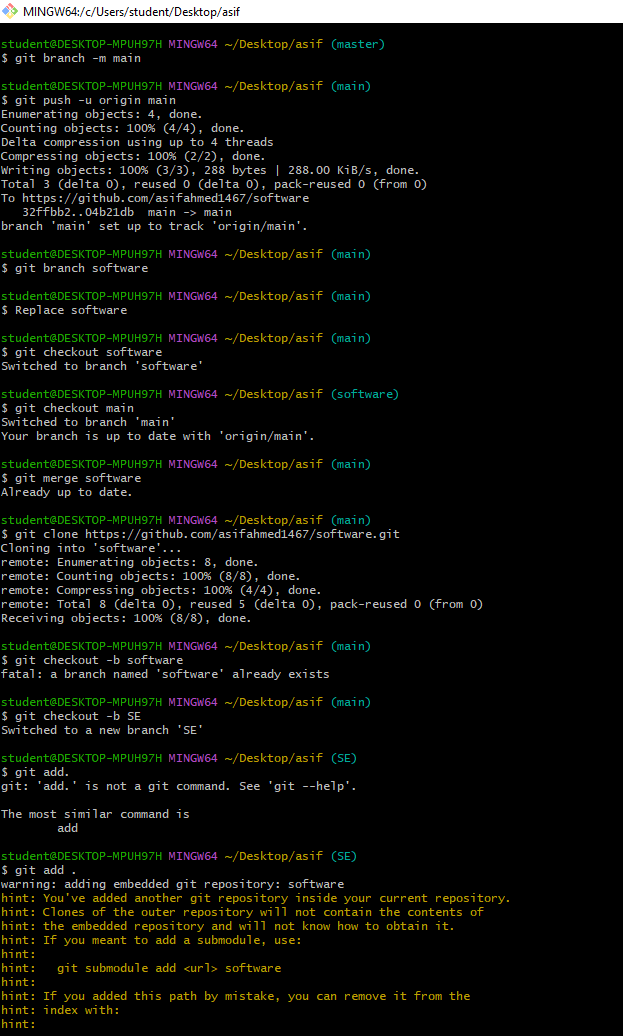 MINGW64:/c/Users/student/Desktop/asif
student@DESKTOP-MPUH97H MINGW64 ~/Desktop/asif (master)
$ git branch -m main
student@DESKTOP-MPUH97H MINGW64 ~/Desktop/asif (main)
$ git push -u origin main
Enumerating objects: 4, done.
Counting objects: 100% (4/4), done.
Delta compression using up to 4 threads
Compressing objects: 100% (2/2), done.
Writing objects: 100% (3/3), 288 bytes | 288.00 KiB/s, done.
Total 3 (delta 0), reused 0 (delta 0), pack-reused 0 (from 0)
To https://github.com/asifahmed1467/software
   32ffbb2..04b21db  main -> main
branch 'main' set up to track 'origin/main'.
student@DESKTOP-MPUH97H MINGW64 ~/Desktop/asif (main)
$ git branch software
student@DESKTOP-MPUH97H MINGW64 ~/Desktop/asif (main)
$ Replace software
student@DESKTOP-MPUH97H MINGW64 ~/Desktop/asif (main)
$ git checkout software
Switched to branch 'software'
student@DESKTOP-MPUH97H MINGW64 ~/Desktop/asif (software)
$ git checkout main
Switched to branch 'main'
Your branch is up to date with 'origin/main'.
student@DESKTOP-MPUH97H MINGW64 ~/Desktop/asif (main)
$ git merge software
Already up to date.
student@DESKTOP-MPUH97H MINGW64 ~/Desktop/asif (main)
$ git clone https://github.com/asifahmed1467/software.git
Cloning into 'software'...
remote: Enumerating objects: 8, done.
remote: Counting objects: 100% (8/8), done.
remote: Compressing objects: 100% (4/4), done.
remote: Total 8 (delta 0), reused 5 (delta 0), pack-reused 0 (from 0)
Receiving objects: 100% (8/8), done.
student@DESKTOP-MPUH97H MINGW64 ~/Desktop/asif (main)
$ git checkout -b software
fatal: a branch named 'software' already exists
student@DESKTOP-MPUH97H MINGW64 ~/Desktop/asif (main)
$ git checkout -b SE
Switched to a new branch 'SE'
student@DESKTOP-MPUH97H MINGW64 ~/Desktop/asif (SE)
$ git add.
git: 'add.' is not a git command. See 'git --help'.
The most similar command is
        add
student@DESKTOP-MPUH97H MINGW64 ~/Desktop/asif (SE)
$ git add .
warning: adding embedded git repository: software
hint: You've added another git repository inside your current repository.
hint: Clones of the outer repository will not contain the contents of
hint: the embedded repository and will not know how to obtain it.
hint: If you meant to add a submodule, use:
hint:
hint:   git submodule add <url> software
hint:
hint: If you added this path by mistake, you can remove it from the
hint: index with:
hint: